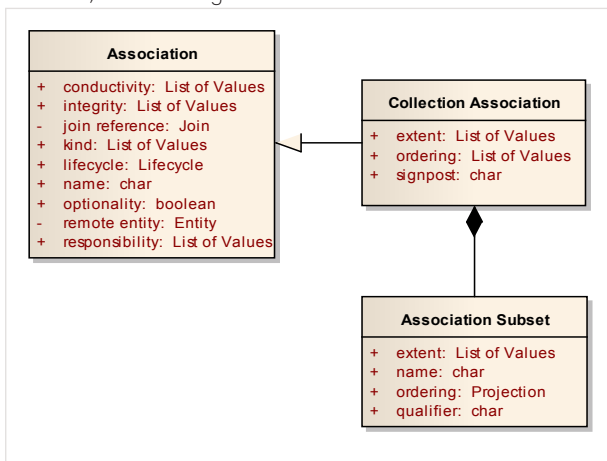 Association
+ conductivity: List of Values
+ integrity: List of Values
- join reference: Join
+ kind: List of Values
+ lifecycle: Lifecycle
+ name: char
+ optionality: boolean
- remote entity: Entity
+ responsibility: List of Values
Collection Association
+ extent: List of Values
+ ordering: List of Values
+ signpost: char
Association Subset
+ extent: List of Values
+ name: char
+ ordering: Projection
+ qualifier: char